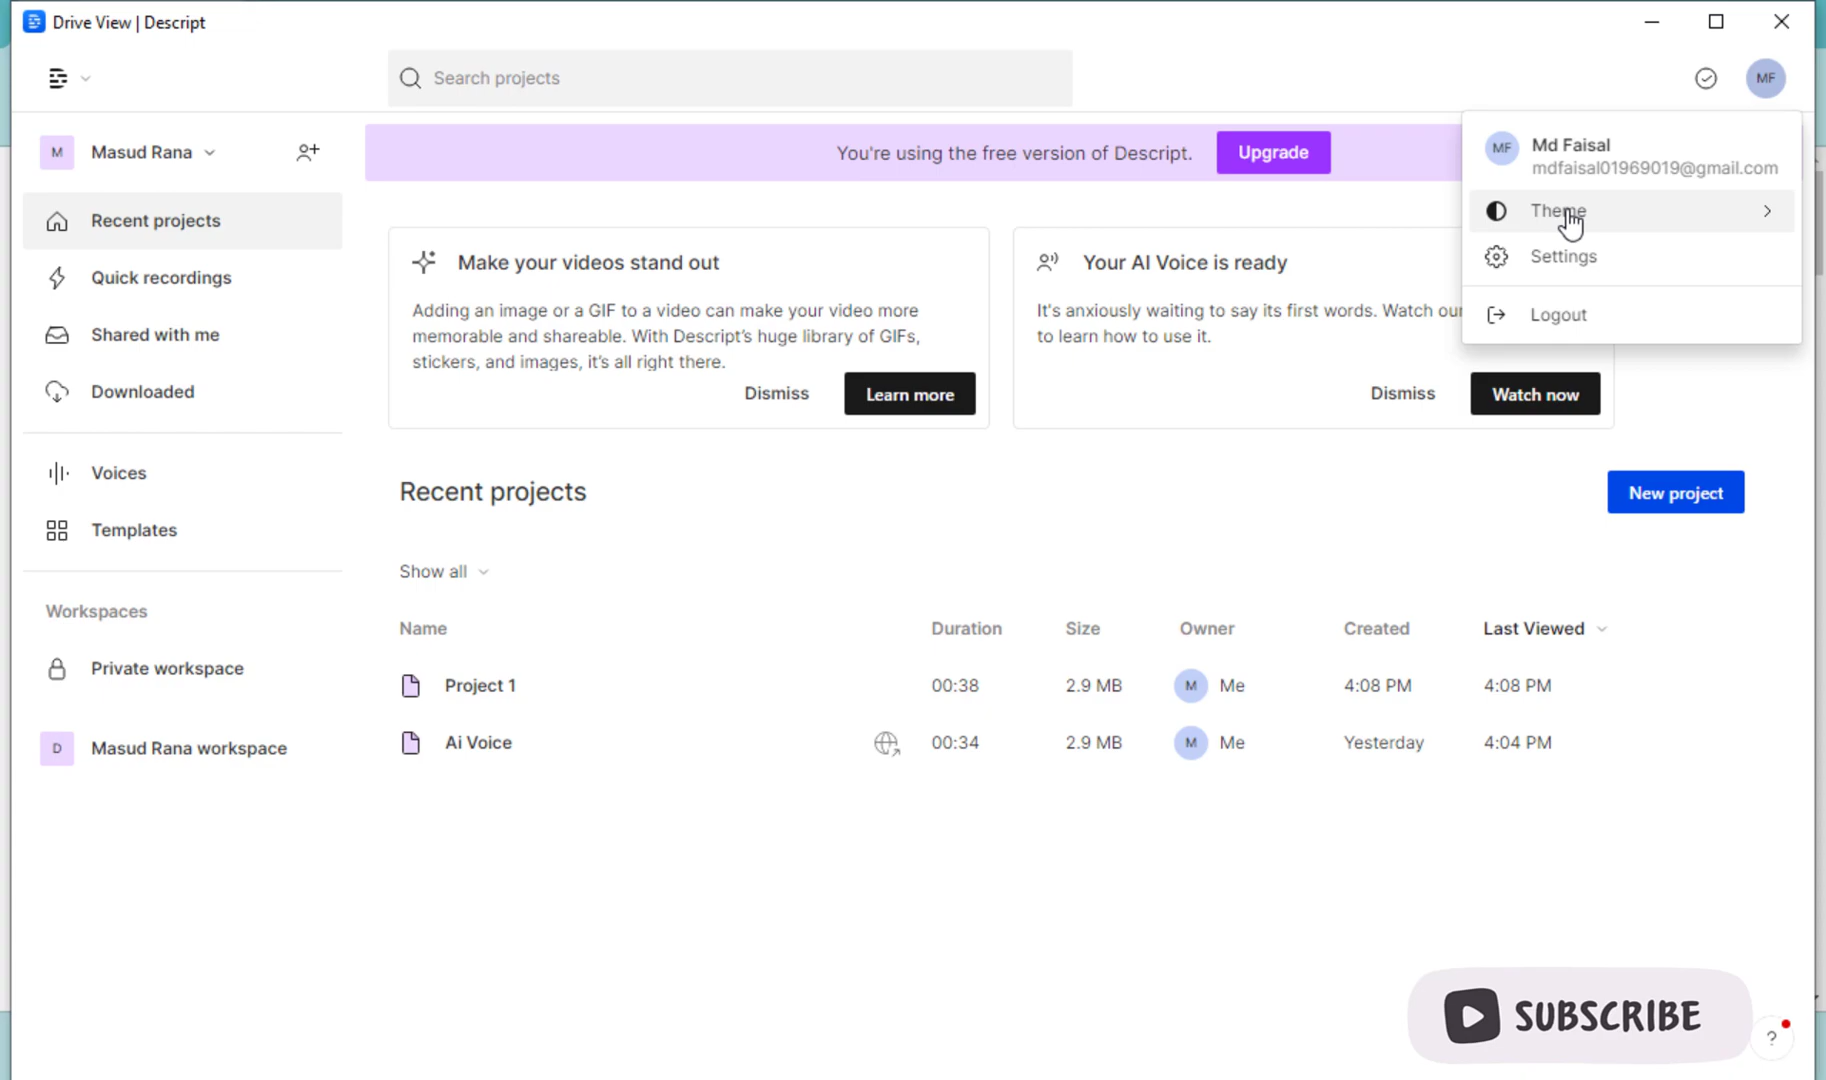 Drive View | Descript
Search projects
MF
M
Masud Rana
You're using the free version of Descript.
Upgrade
MF
Md Faisal
mdfaisal01969019@gmail.com
Theme
Settings
Logout
Recent projects
Quick recordings
Shared with me
Downloaded
Voices
Templates
Workspaces
Private workspace
D
Masud Rana workspace
Make your videos stand out
Adding an image or a GIF to a video can make your video more
memorable and shareable. With Descript's huge library of GIFs,
stickers, and images, it's all right there.
Dismiss
Learn more
Your AI Voice is ready
It's anxiously waiting to say its first words. Watch our
to learn how to use it.
Dismiss
Watch now
Recent projects
New project
Show all
Name Duration Size Owner Created Last Viewed
Project 1 00:38 2.9 MB M Me 4:08 PM 4:08 PM
Ai Voice 00:34 2.9 MB M Me Yesterday 4:04 PM
SUBSCRIBE
?